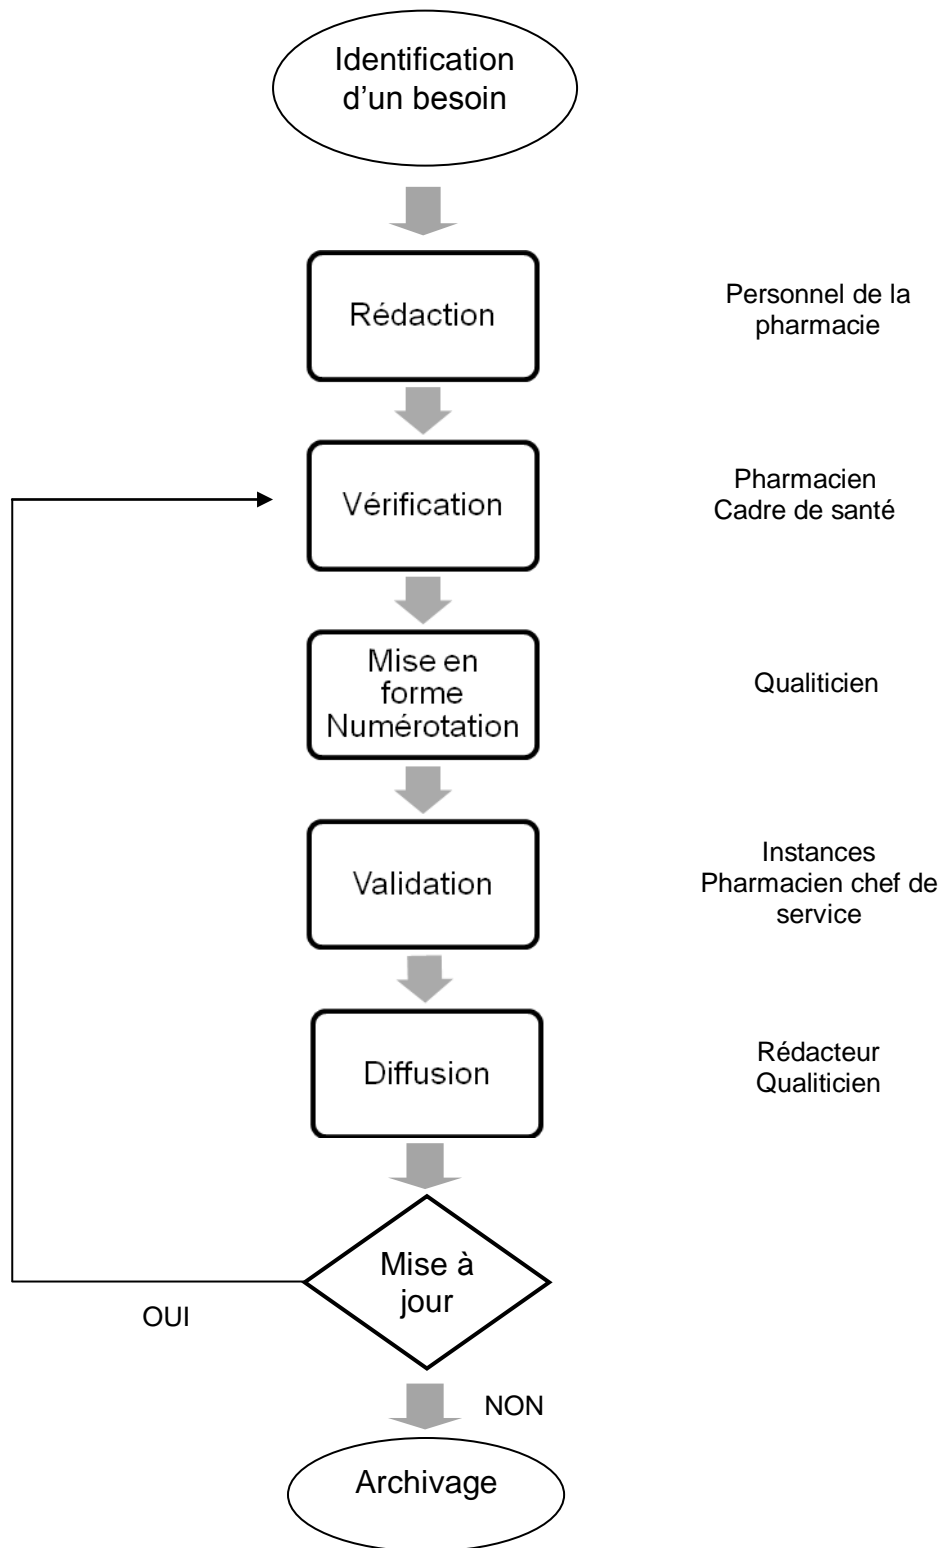 Identification
d’un besoin
Rédaction
Personnel de la
pharmacie
Vérification
Pharmacien
Cadre de santé
Mise en
forme
Numérotation
Qualiticien
Validation
Instances
Pharmacien chef de
service
Diffusion
Rédacteur
Qualiticien
Mise à
jour
OUI
NON
Archivage